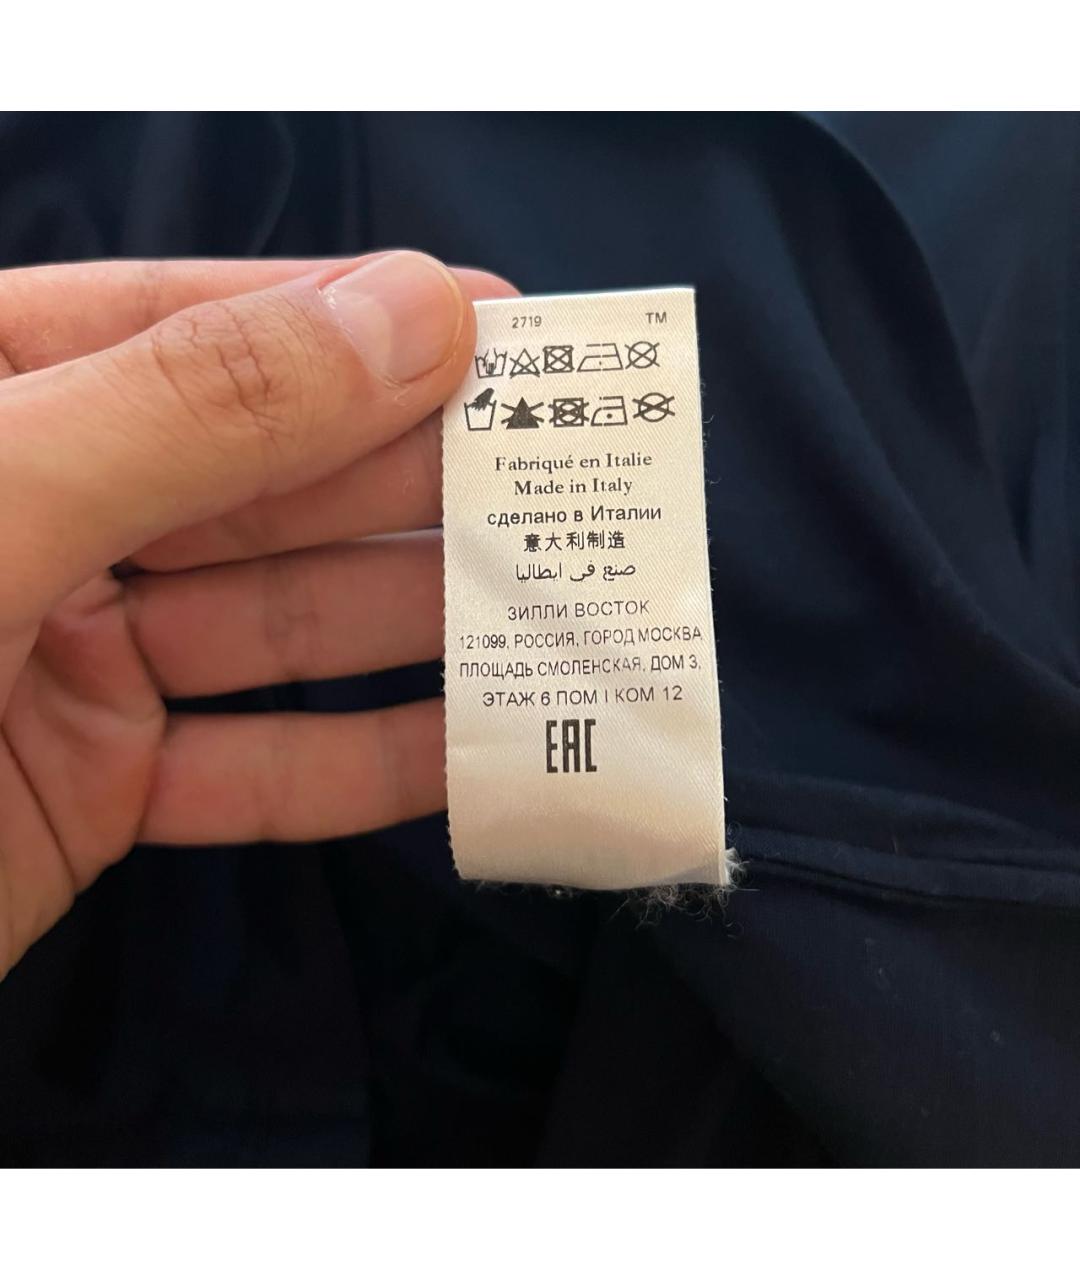 2719 TM
Fabriqué en Italie
Made in Italy
сделано в Италии
意大利制造
صنع في ايطاليا
ЗИЛЛИ ВОСТОК
121099, РОССИЯ, ГОРОД МОСКВА
ПЛОЩАДЬ СМОЛЕНСКАЯ, ДОМ 3,
ЭТАЖ 6 ПОМ I КОМ 12
EAC